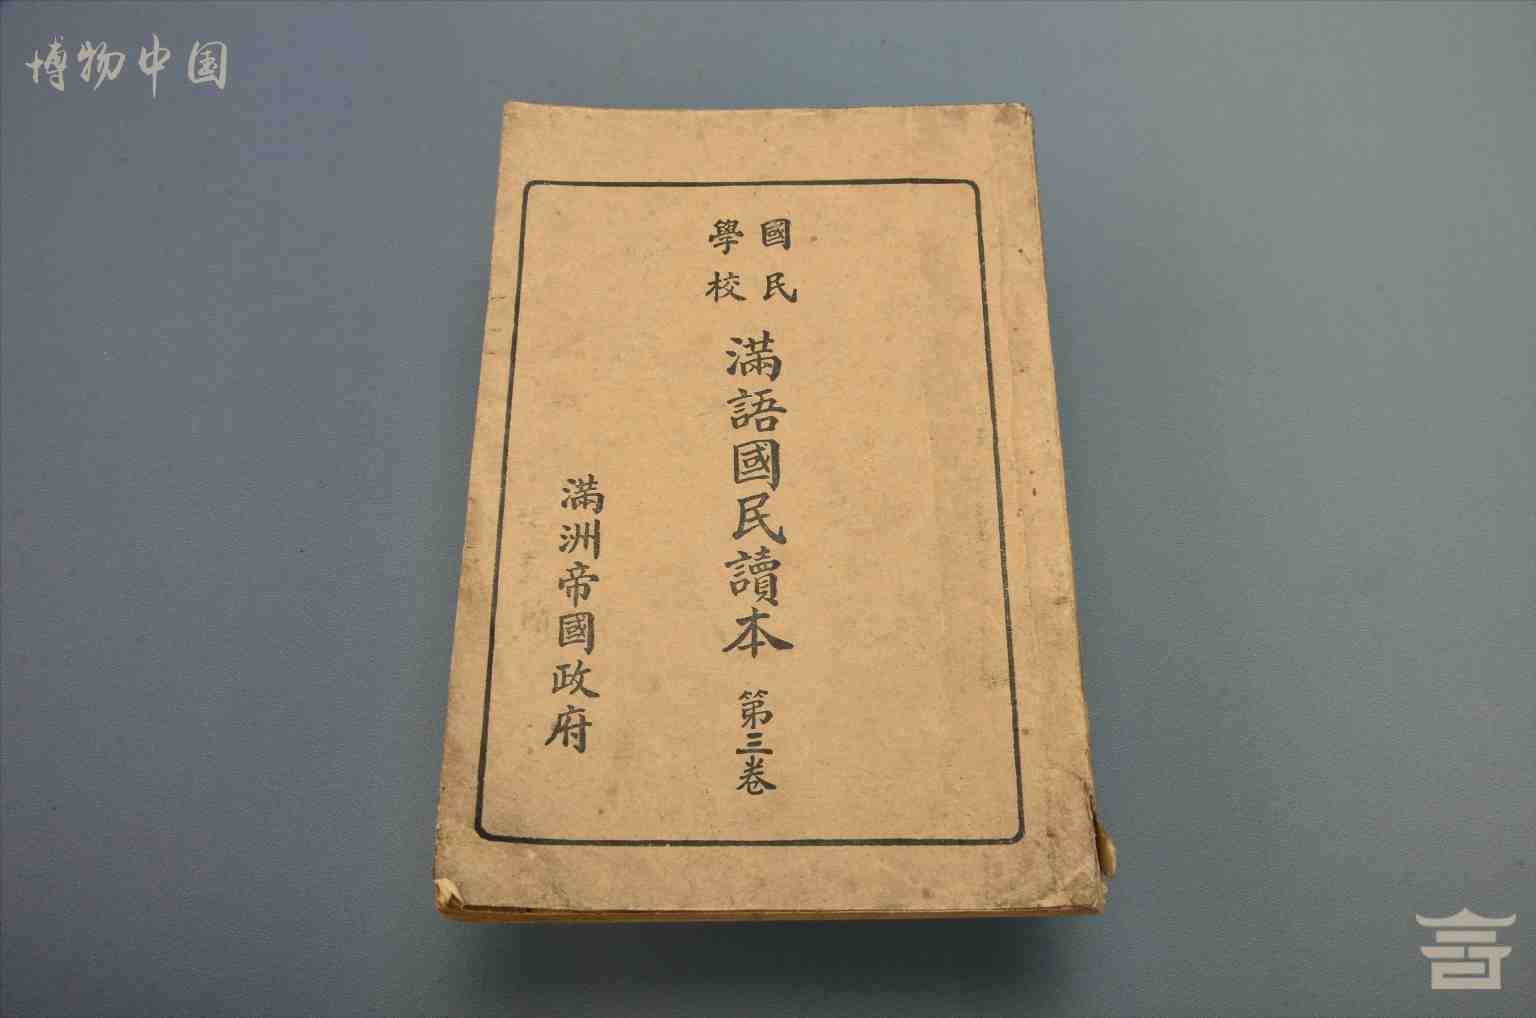 博物中国
國民學校
滿語國民讀本 第三卷
滿洲帝國政府